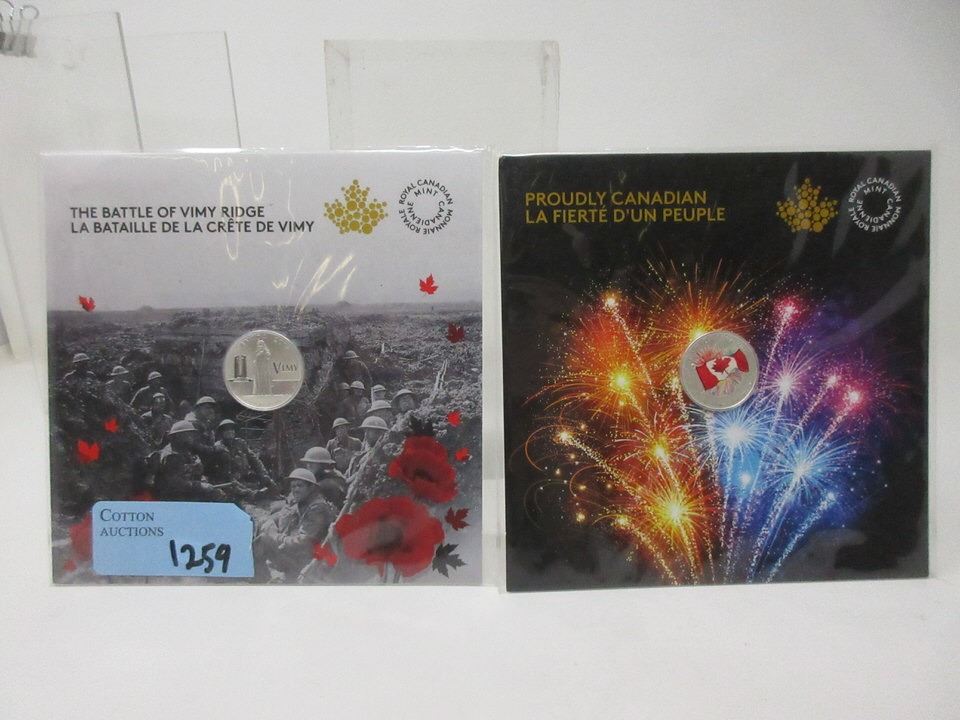 THE BATTLE OF VIMY RIDGE
LA BATAILLE DE LA CRÊTE DE VIMY
ROYAL CANADIAN MINT
MONNAIE ROYALE CANADIENNE
VIMY
COTTON
AUCTIONS
1259
PROUDLY CANADIAN
LA FIERTÉ D'UN PEUPLE
ROYAL CANADIAN MINT
MONNAIE ROYALE CANADIENNE